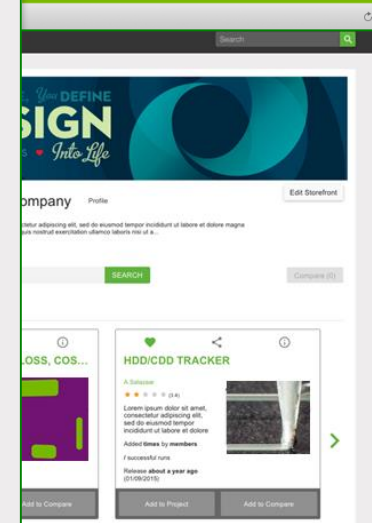 Search
, You DEFINE
SIGN
S Into Life
ompany Profile
Edit Storefront
ctetur adipiscing elit, sed do eiusmod tempor incididunt ut labore et dolore magna
quis nostrud exercitation ullamco laboris nisi ut a...
SEARCH
Compare (0)
LOSS, COS...
HDD/CDD TRACKER
A Salapaae
(3.4)
Lorem ipsum dolor sit amet,
consectetur adipiscing elit,
sed do eiusmod tempor
incididunt ut labore et dolore
Added times by members
/ successful runs
Release about a year ago
(01/09/2015)
Add to Compare
Add to Project
Add to Compare